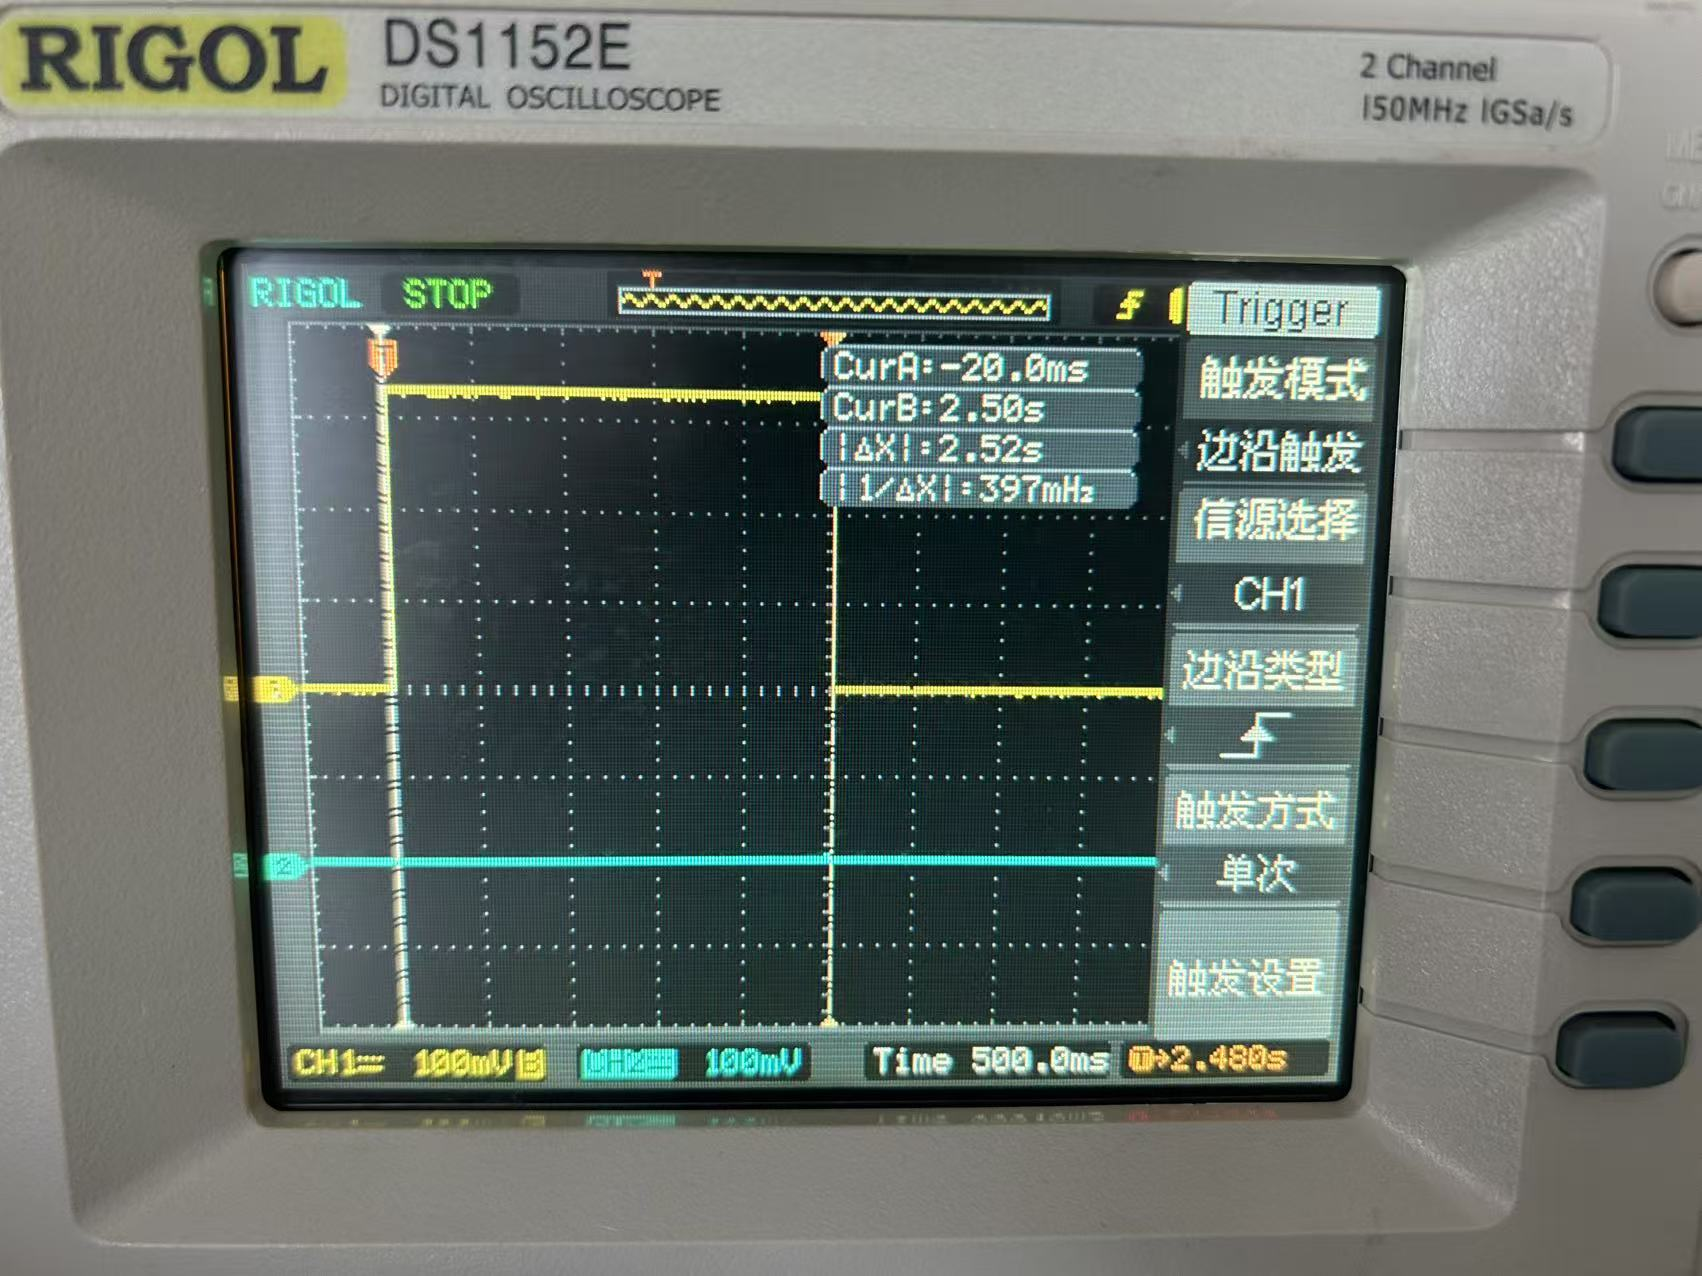 RIGOL DS1152E
DIGITAL OSCILLOSCOPE
2 Channel
150MHz 1GSa/s
RIGOL STOP
T
Trigger
CurA:-20.0ms
CurB:2.50s
|ΔX|:2.52s
|1/ΔX|:397mHz
触发模式
边沿触发
信源选择
CH1
边沿类型
触发方式
单次
触发设置
T
2
CH1 100mV B CH2 100mV Time 500.0ms T→2.480s